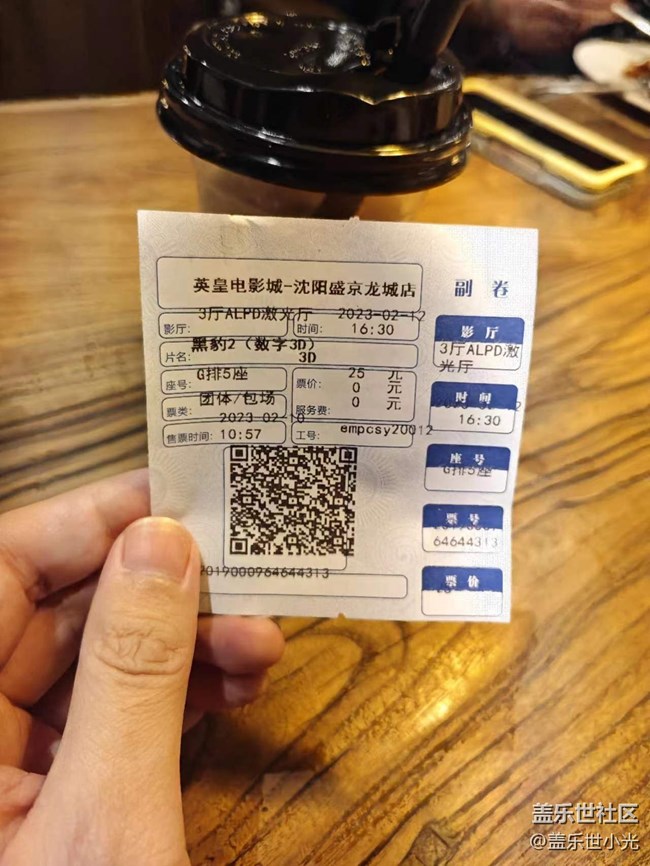 英皇电影城-沈阳盛京龙城店
副 卷
影厅: 3厅ALPD激光厅
时间: 2023-02-12
16:30
片名: 黑豹2（数字3D）
3D
座号: G排5座
票价: 25 元
0 元
票类: 团体/包场
服务费: 0 元
2023-02-10
售票时间: 10:57
工号: empcsy20012
2019000964644313
影 厅
3厅ALPD激
光厅
时 间
16:30
座 号
G排5座
票 号
64644313
票 价
盖乐世社区
@盖乐世小光